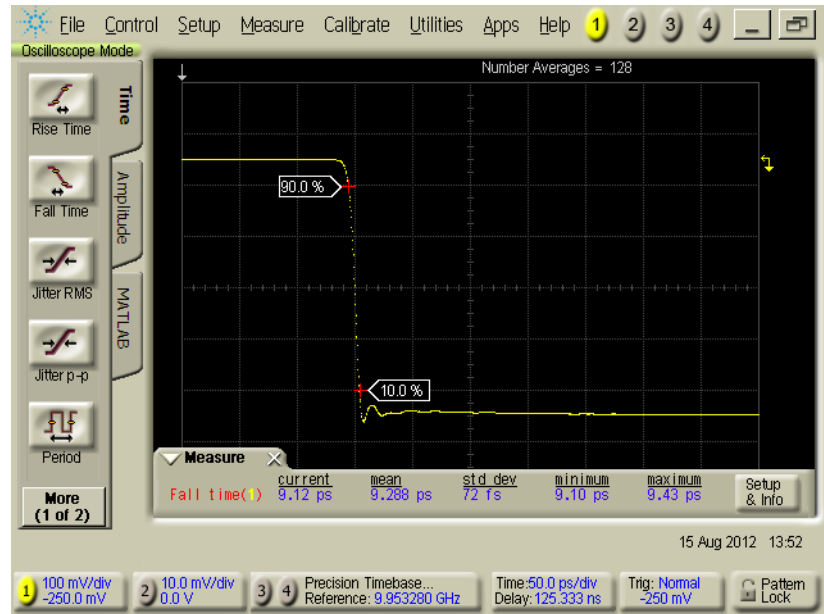 File Control Setup Measure Calibrate Utilities Apps Help 1 2 3 4
Oscilloscope Mode
Number Averages = 128
Rise Time
Fall Time
Jitter RMS
Jitter p-p
Period
More
(1 of 2)
Time
Amplitude
MATLAB
90.0 %
10.0 %
Measure
current mean std dev minimum maximum
Fall time(1) 9.12 ps 9.288 ps 72 fs 9.10 ps 9.43 ps
Setup
& Info
15 Aug 2012 13:52
1 100 mV/div
-250.0 mV
2 10.0 mV/div
0.0 V
3 4
Precision Timebase...
Reference: 9.953280 GHz
Time:50.0 ps/div
Delay:125.333 ns
Trig: Normal
-250 mV
Pattern
Lock